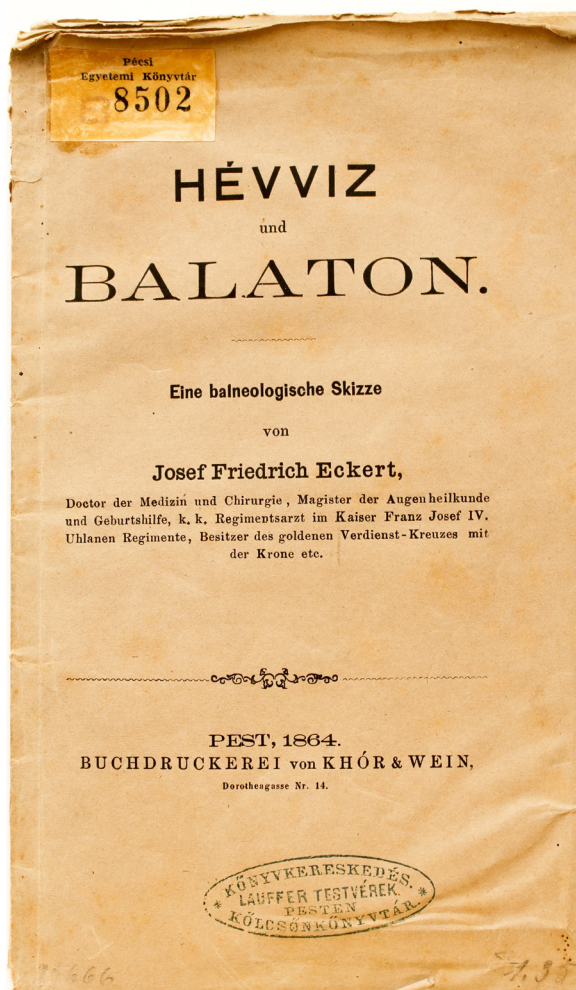 Pécsi
Egyetemi Könyvtár
8502
HÉVVIZ
und
BALATON.
Eine balneologische Skizze
von
Josef Friedrich Eckert,
Doctor der Medizin und Chirurgie, Magister der Augenheilkunde
und Geburtshilfe, k. k. Regimentsarzt im Kaiser Franz Josef IV.
Uhlanen Regimente, Besitzer des goldenen Verdienst-Kreuzes mit
der Krone etc.
PEST, 1864.
BUCHDRUCKEREI von KHÓR & WEIN,
Dorotheagasse Nr. 14.
* KŐNYVKERESKEDÉS. *
LAUFFER TESTVÉREK.
PESTEN
KŐLCSŐNKŐNYVTÁR.